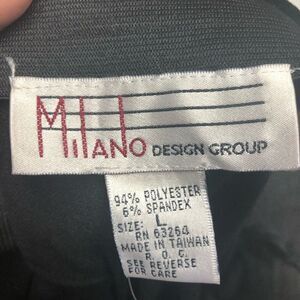 Milano DESIGN GROUP
94% POLYESTER
6% SPANDEX
SIZE: L
RN 63264
MADE IN TAIWAN
R. O. C.
SEE REVERSE
FOR CARE